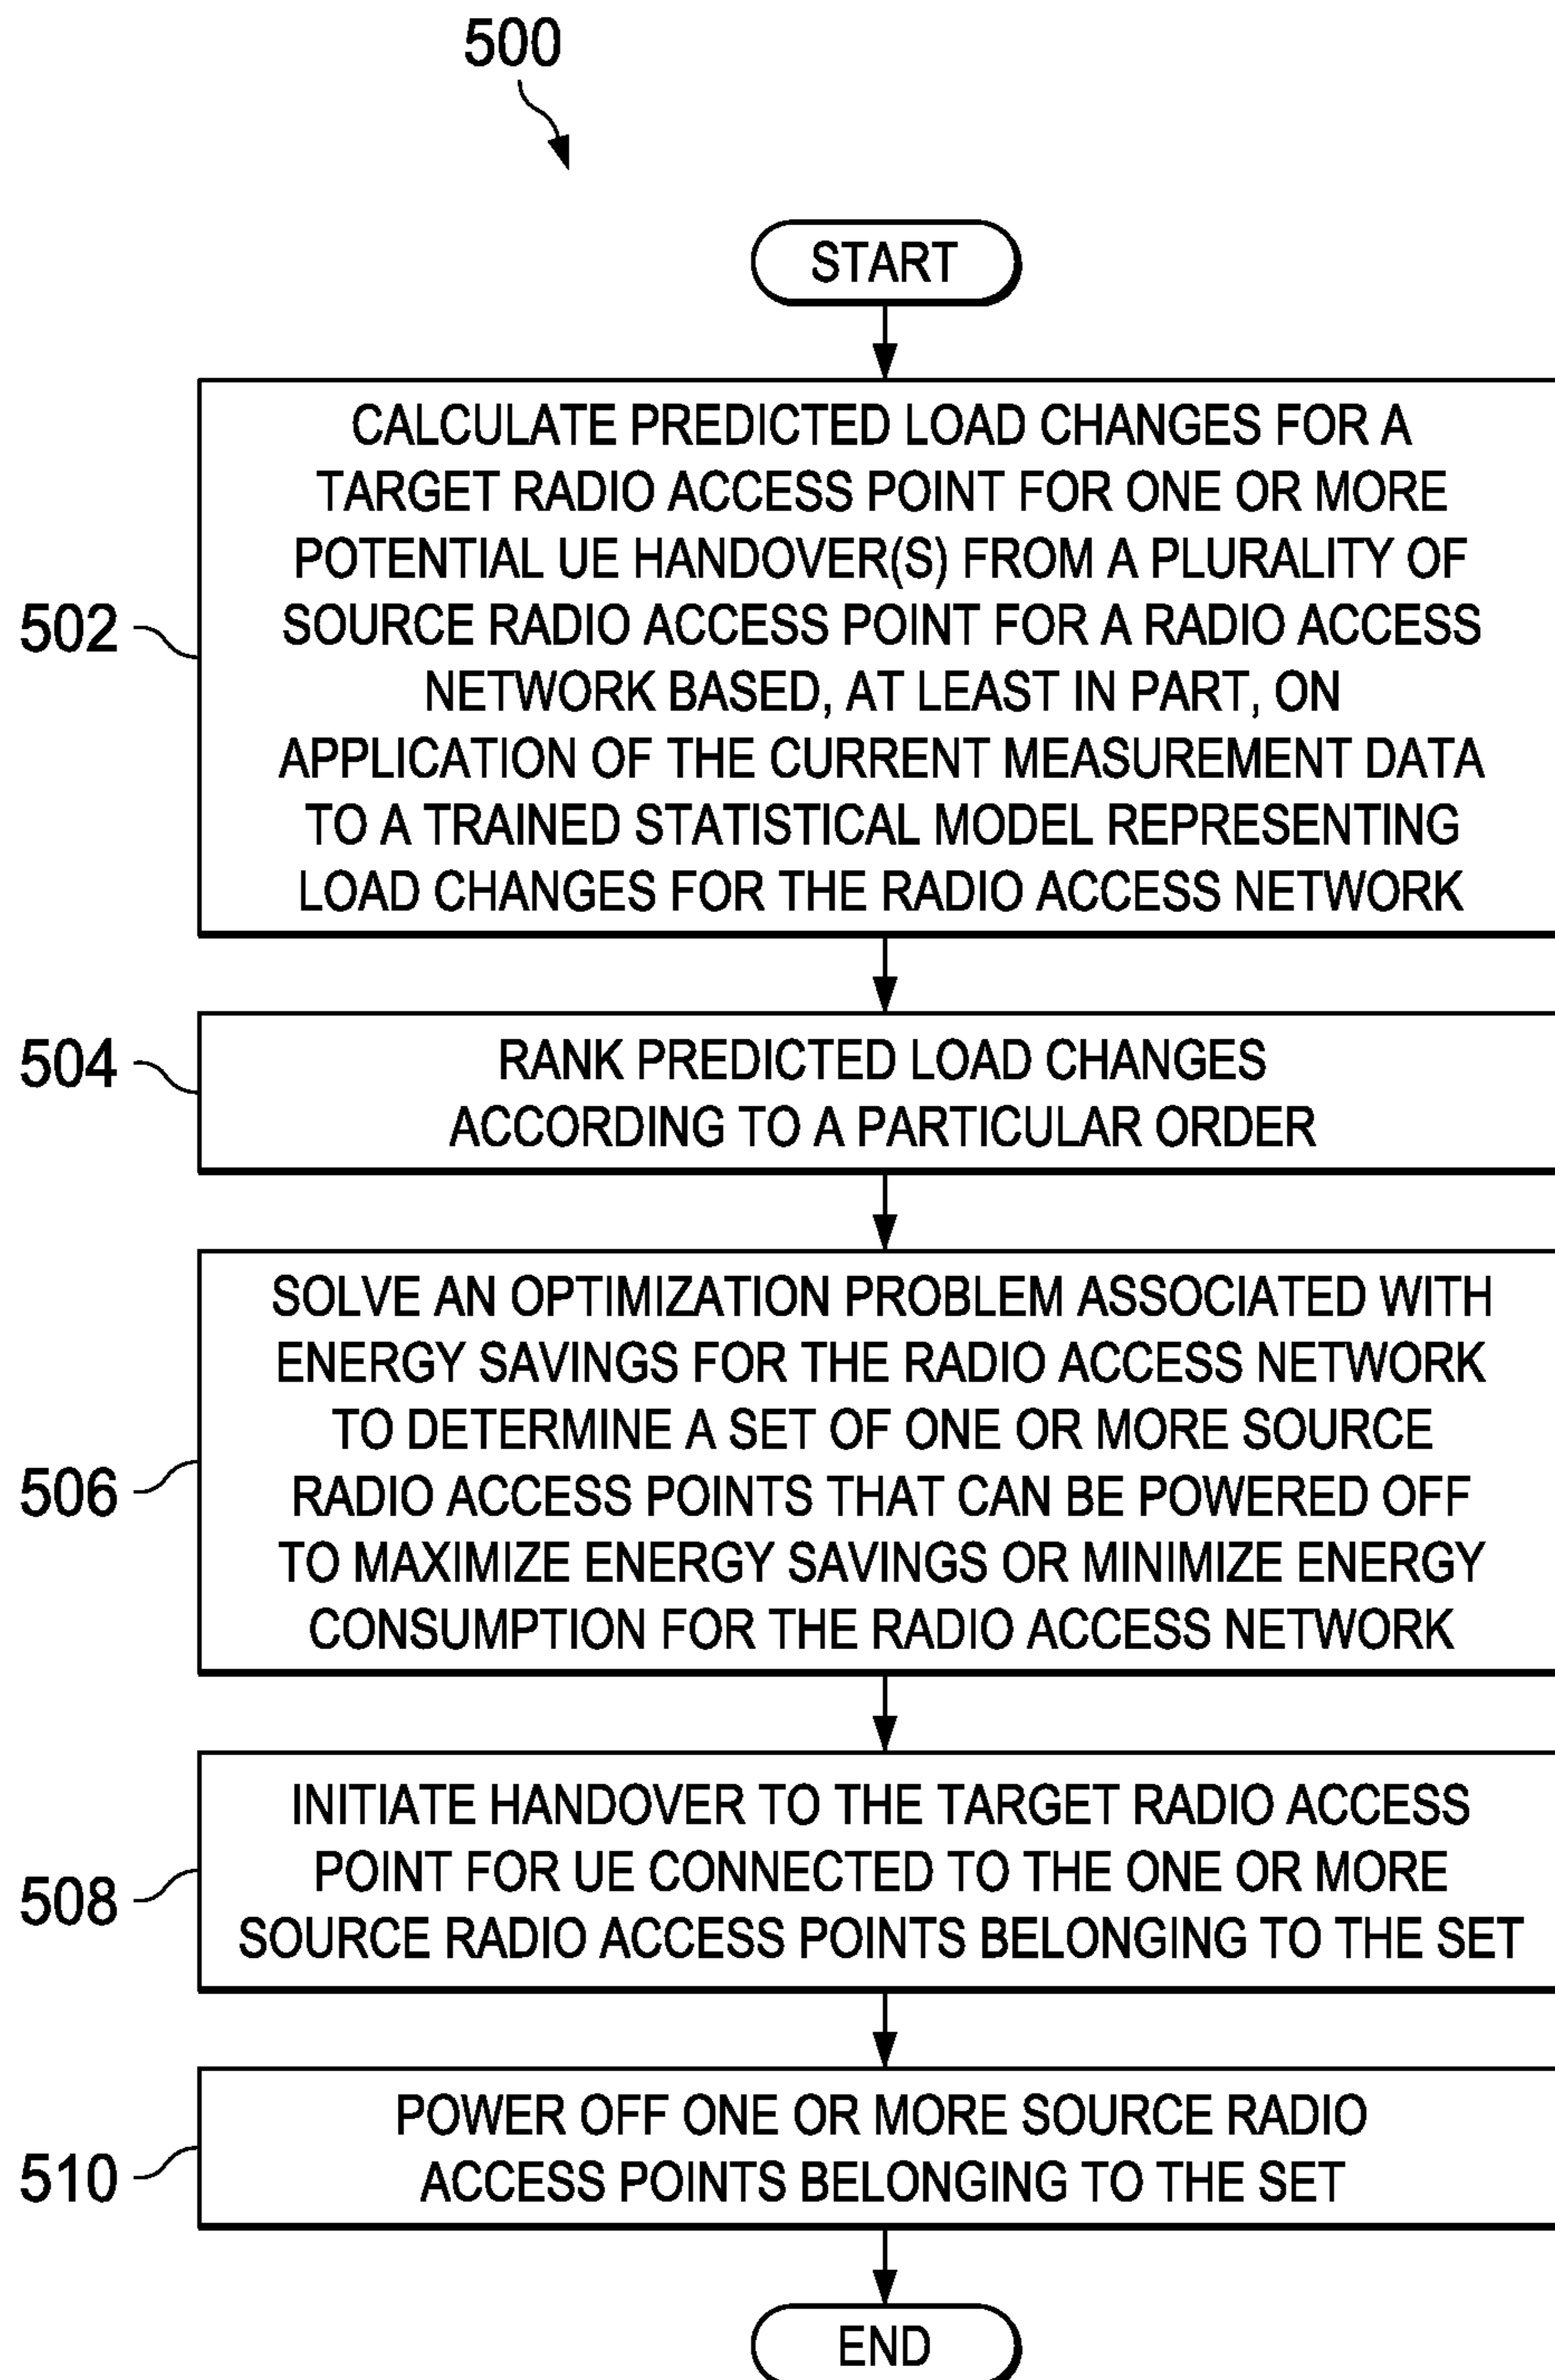 500
START
502
CALCULATE PREDICTED LOAD CHANGES FOR A
TARGET RADIO ACCESS POINT FOR ONE OR MORE
POTENTIAL UE HANDOVER(S) FROM A PLURALITY OF
SOURCE RADIO ACCESS POINT FOR A RADIO ACCESS
NETWORK BASED, AT LEAST IN PART, ON
APPLICATION OF THE CURRENT MEASUREMENT DATA
TO A TRAINED STATISTICAL MODEL REPRESENTING
LOAD CHANGES FOR THE RADIO ACCESS NETWORK
504
RANK PREDICTED LOAD CHANGES
ACCORDING TO A PARTICULAR ORDER
506
SOLVE AN OPTIMIZATION PROBLEM ASSOCIATED WITH
ENERGY SAVINGS FOR THE RADIO ACCESS NETWORK
TO DETERMINE A SET OF ONE OR MORE SOURCE
RADIO ACCESS POINTS THAT CAN BE POWERED OFF
TO MAXIMIZE ENERGY SAVINGS OR MINIMIZE ENERGY
CONSUMPTION FOR THE RADIO ACCESS NETWORK
508
INITIATE HANDOVER TO THE TARGET RADIO ACCESS
POINT FOR UE CONNECTED TO THE ONE OR MORE
SOURCE RADIO ACCESS POINTS BELONGING TO THE SET
510
POWER OFF ONE OR MORE SOURCE RADIO
ACCESS POINTS BELONGING TO THE SET
END